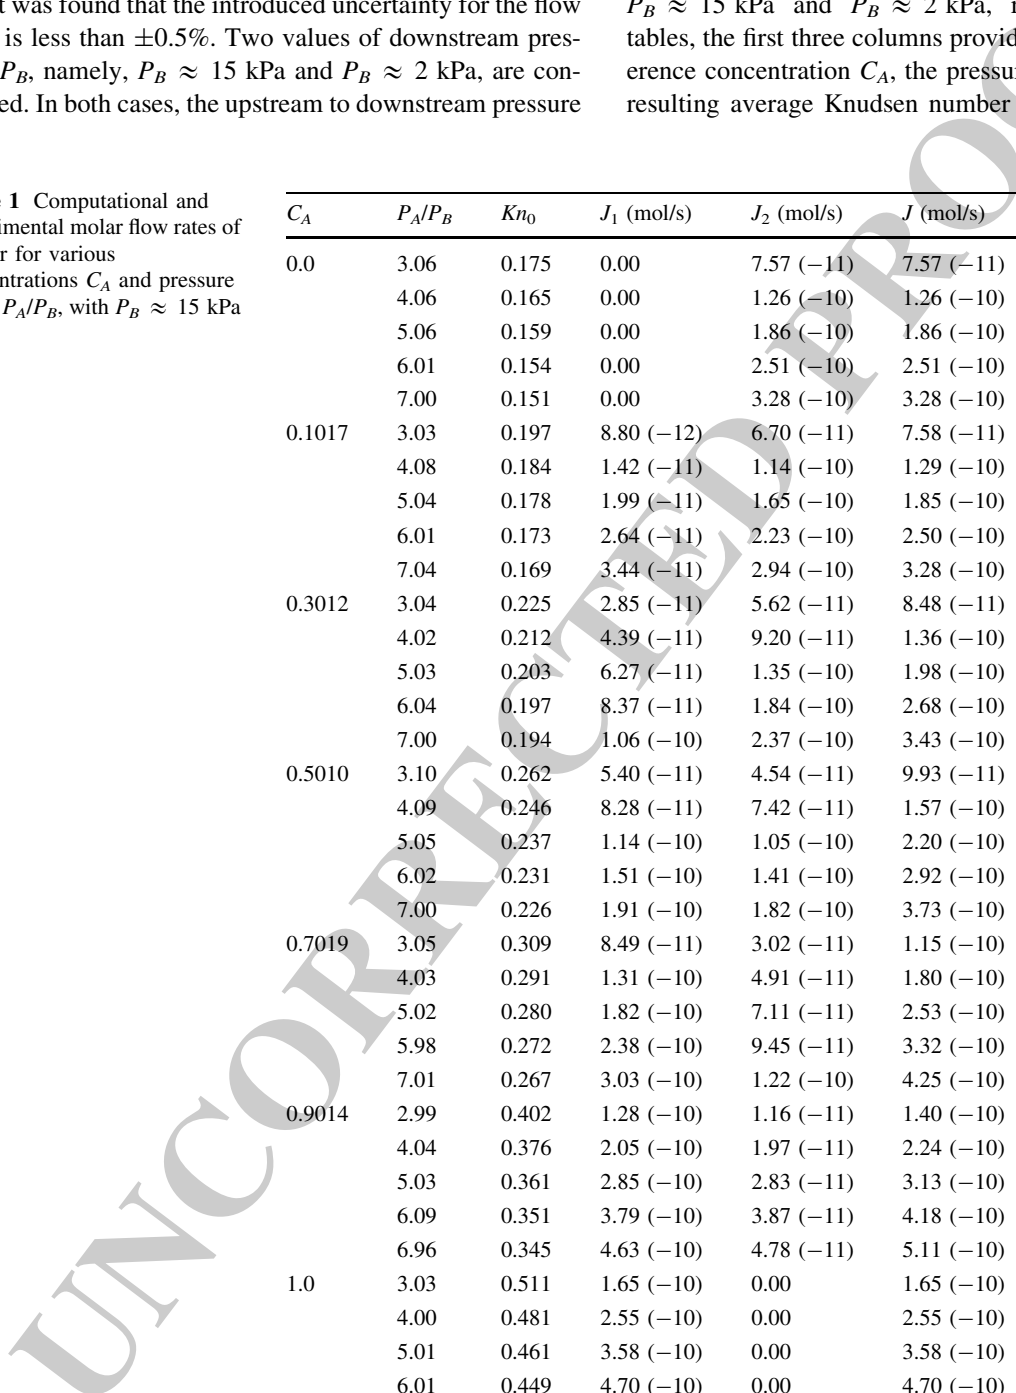 t was found that the introduced uncertainty for the flow
is less than ±0.5%. Two values of downstream pres-
P_B, namely, P_B ≈ 15 kPa and P_B ≈ 2 kPa, are con-
ed. In both cases, the upstream to downstream pressure
P_B ≈ 15 kPa and P_B ≈ 2 kPa, r
tables, the first three columns provid
erence concentration C_A, the pressur
resulting average Knudsen number
1 Computational and
imental molar flow rates of
r for various
ntrations C_A and pressure
P_A/P_B, with P_B ≈ 15 kPa
C_A P_A/P_B Kn_0 J_1 (mol/s) J_2 (mol/s) J (mol/s)
0.0 3.06 0.175 0.00 7.57 (−11) 7.57 (−11)
4.06 0.165 0.00 1.26 (−10) 1.26 (−10)
5.06 0.159 0.00 1.86 (−10) 1.86 (−10)
6.01 0.154 0.00 2.51 (−10) 2.51 (−10)
7.00 0.151 0.00 3.28 (−10) 3.28 (−10)
0.1017 3.03 0.197 8.80 (−12) 6.70 (−11) 7.58 (−11)
4.08 0.184 1.42 (−11) 1.14 (−10) 1.29 (−10)
5.04 0.178 1.99 (−11) 1.65 (−10) 1.85 (−10)
6.01 0.173 2.64 (−11) 2.23 (−10) 2.50 (−10)
7.04 0.169 3.44 (−11) 2.94 (−10) 3.28 (−10)
0.3012 3.04 0.225 2.85 (−11) 5.62 (−11) 8.48 (−11)
4.02 0.212 4.39 (−11) 9.20 (−11) 1.36 (−10)
5.03 0.203 6.27 (−11) 1.35 (−10) 1.98 (−10)
6.04 0.197 8.37 (−11) 1.84 (−10) 2.68 (−10)
7.00 0.194 1.06 (−10) 2.37 (−10) 3.43 (−10)
0.5010 3.10 0.262 5.40 (−11) 4.54 (−11) 9.93 (−11)
4.09 0.246 8.28 (−11) 7.42 (−11) 1.57 (−10)
5.05 0.237 1.14 (−10) 1.05 (−10) 2.20 (−10)
6.02 0.231 1.51 (−10) 1.41 (−10) 2.92 (−10)
7.00 0.226 1.91 (−10) 1.82 (−10) 3.73 (−10)
0.7019 3.05 0.309 8.49 (−11) 3.02 (−11) 1.15 (−10)
4.03 0.291 1.31 (−10) 4.91 (−11) 1.80 (−10)
5.02 0.280 1.82 (−10) 7.11 (−11) 2.53 (−10)
5.98 0.272 2.38 (−10) 9.45 (−11) 3.32 (−10)
7.01 0.267 3.03 (−10) 1.22 (−10) 4.25 (−10)
0.9014 2.99 0.402 1.28 (−10) 1.16 (−11) 1.40 (−10)
4.04 0.376 2.05 (−10) 1.97 (−11) 2.24 (−10)
5.03 0.361 2.85 (−10) 2.83 (−11) 3.13 (−10)
6.09 0.351 3.79 (−10) 3.87 (−11) 4.18 (−10)
6.96 0.345 4.63 (−10) 4.78 (−11) 5.11 (−10)
1.0 3.03 0.511 1.65 (−10) 0.00 1.65 (−10)
4.00 0.481 2.55 (−10) 0.00 2.55 (−10)
5.01 0.461 3.58 (−10) 0.00 3.58 (−10)
6.01 0.449 4.70 (−10) 0.00 4.70 (−10)
UNCORRECTED PROO